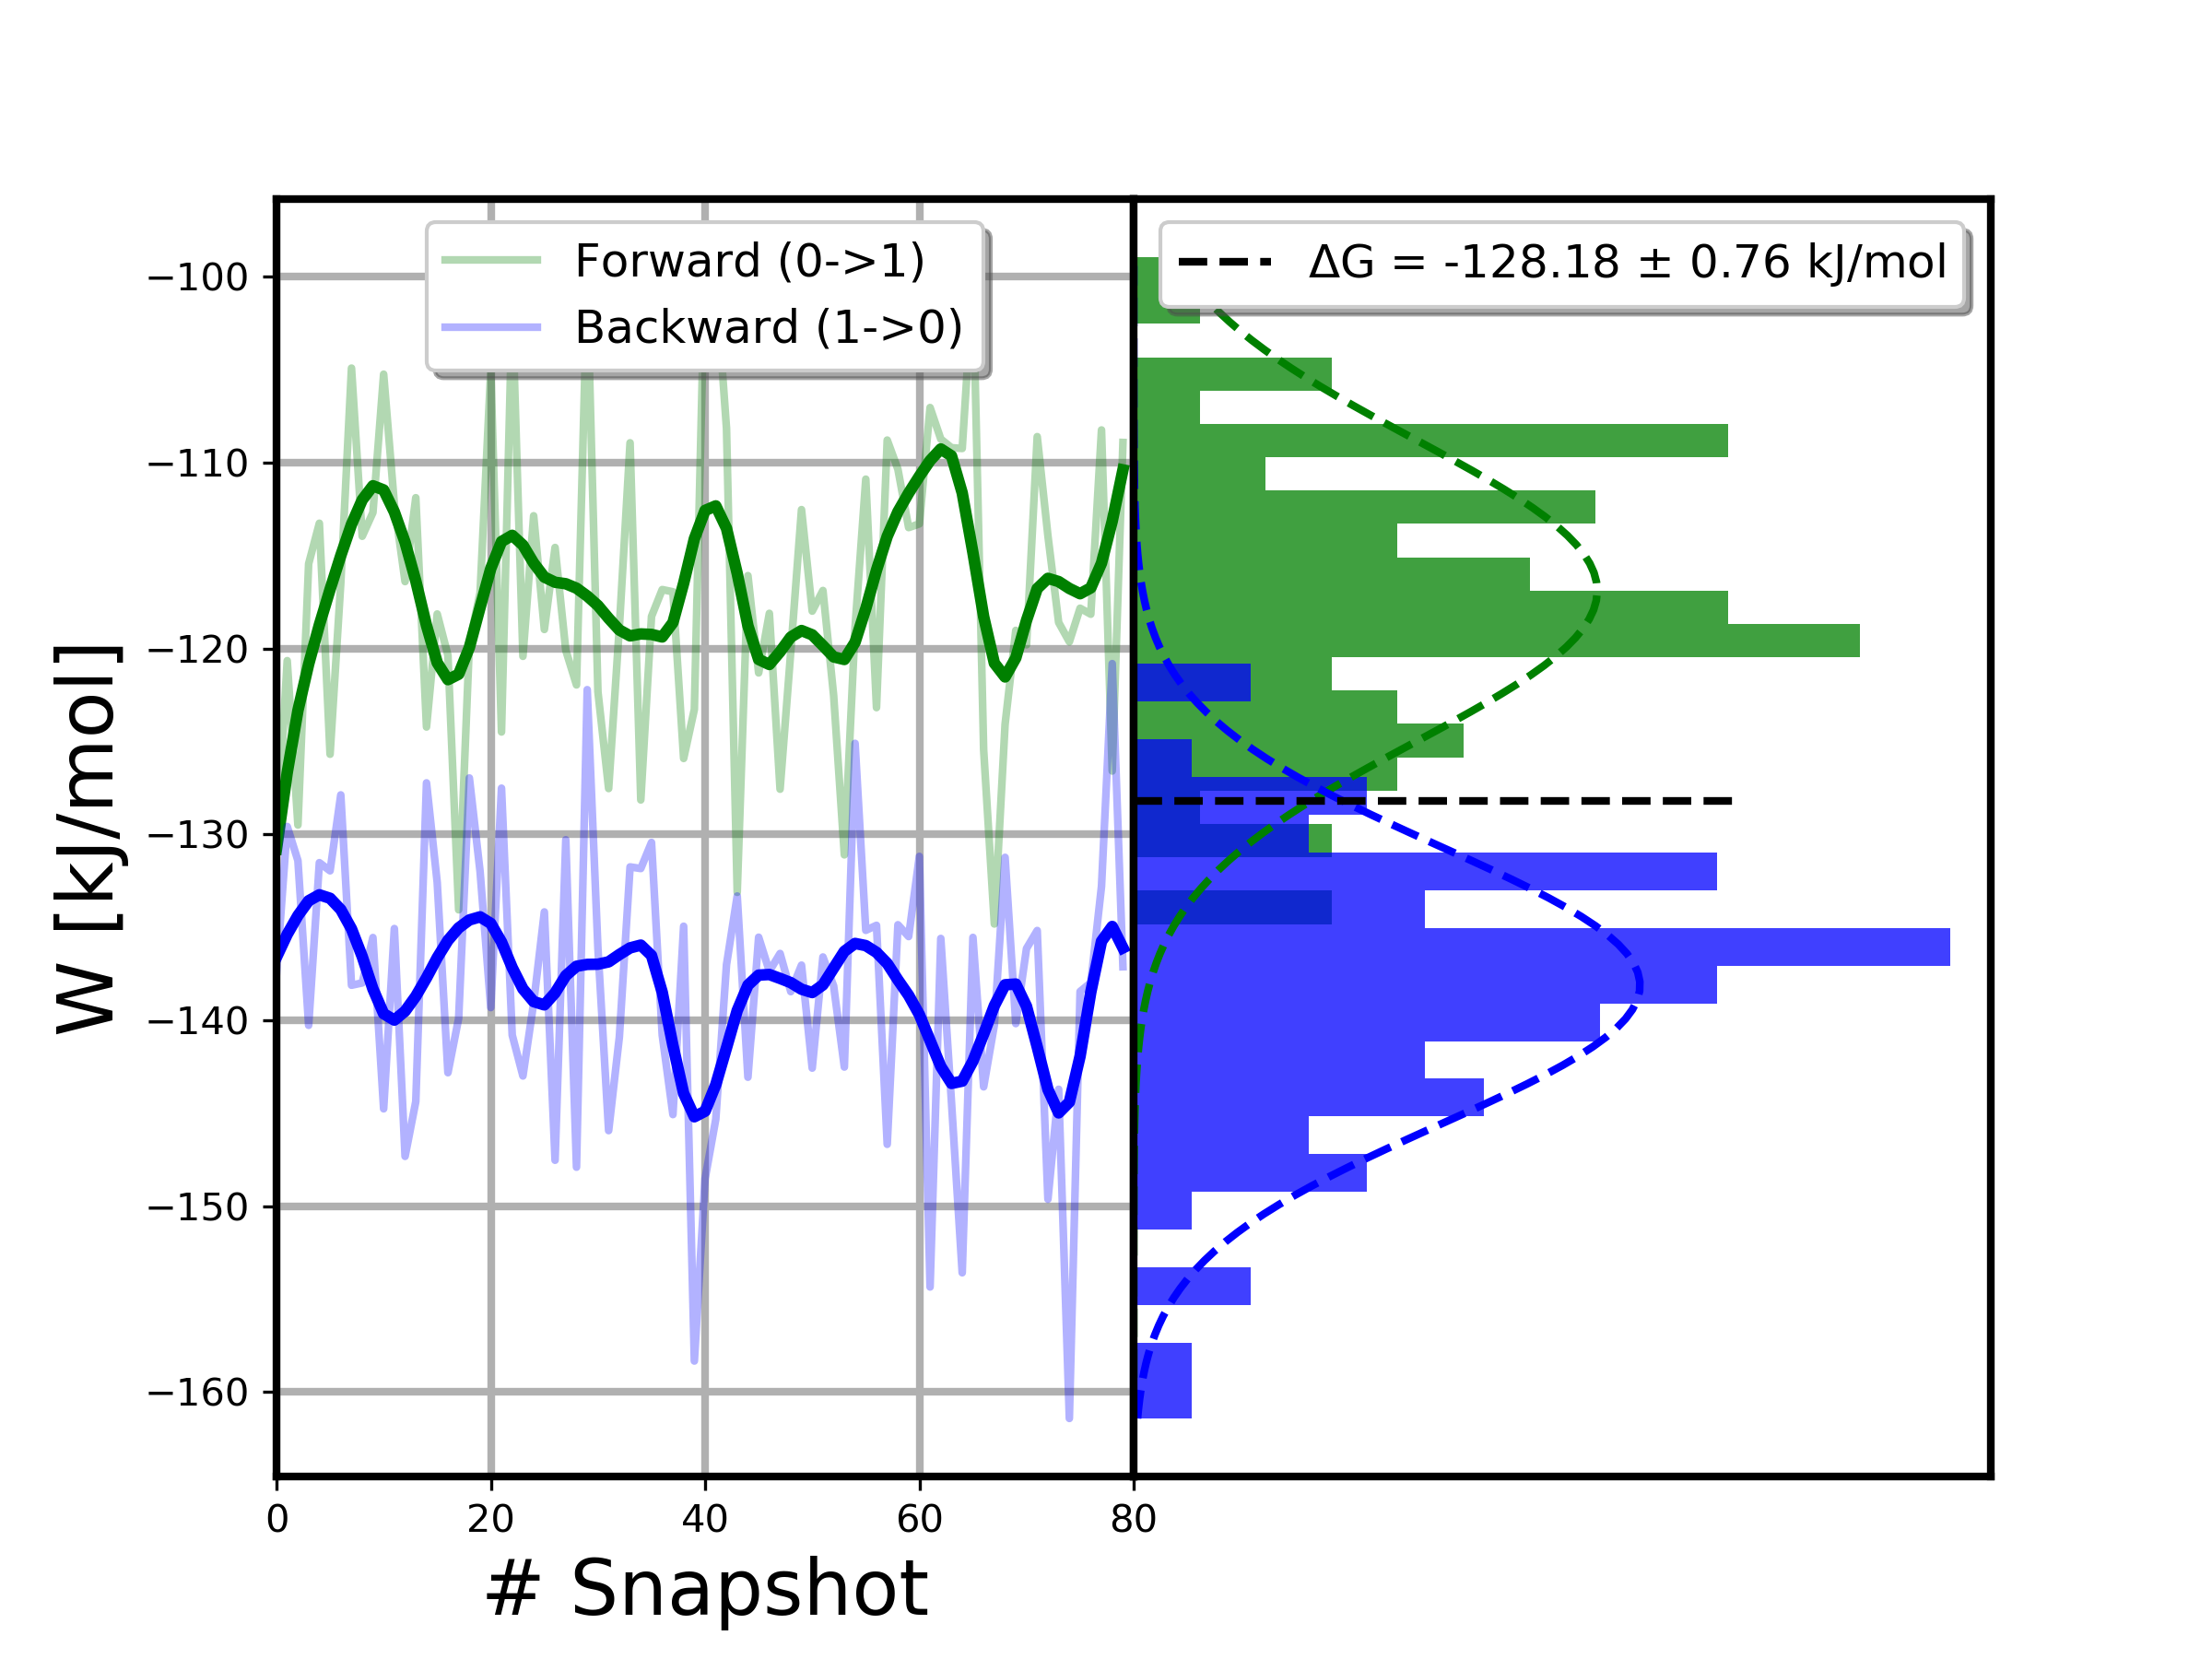 Forward (0->1)
Backward (1->0)
ΔG = -128.18 ± 0.76 kJ/mol
−100
−110
−120
−130
−140
−150
−160
W [kJ/mol]
0
20
40
60
80
# Snapshot